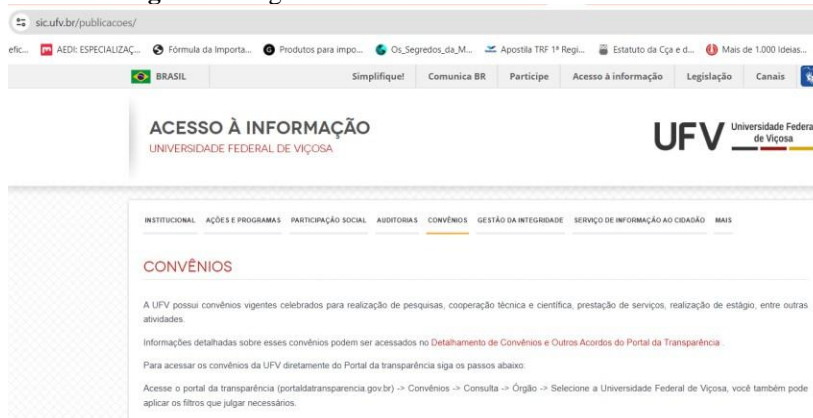 sic.ufv.br/publicacoes/
efic... AEDI: ESPECIALIZAÇ... Fórmula da Importa... Produtos para impo... Os_Segredos_da_M... Apostila TRF 1ª Regi... Estatuto da Cça e d... Mais de 1.000 Ideias...
BRASIL Simplifique! Comunica BR Participe Acesso à informação Legislação Canais
ACESSO À INFORMAÇÃO
UNIVERSIDADE FEDERAL DE VIÇOSA
UFV Universidade Federa
de Viçosa
INSTITUCIONAL AÇÕES E PROGRAMAS PARTICIPAÇÃO SOCIAL AUDITORIAS CONVÊNIOS GESTÃO DA INTEGRIDADE SERVIÇO DE INFORMAÇÃO AO CIDADÃO MAIS
CONVÊNIOS
A UFV possui convênios vigentes celebrados para realização de pesquisas, cooperação técnica e científica, prestação de serviços, realização de estágio, entre outras
atividades.
Informações detalhadas sobre esses convênios podem ser acessados no Detalhamento de Convênios e Outros Acordos do Portal da Transparência .
Para acessar os convênios da UFV diretamente do Portal da transparência siga os passos abaixo:
Acesse o portal da transparência (portaldatransparencia.gov.br) -> Convênios -> Consulta -> Órgão -> Selecione a Universidade Federal de Viçosa, você também pode
aplicar os filtros que julgar necessários.